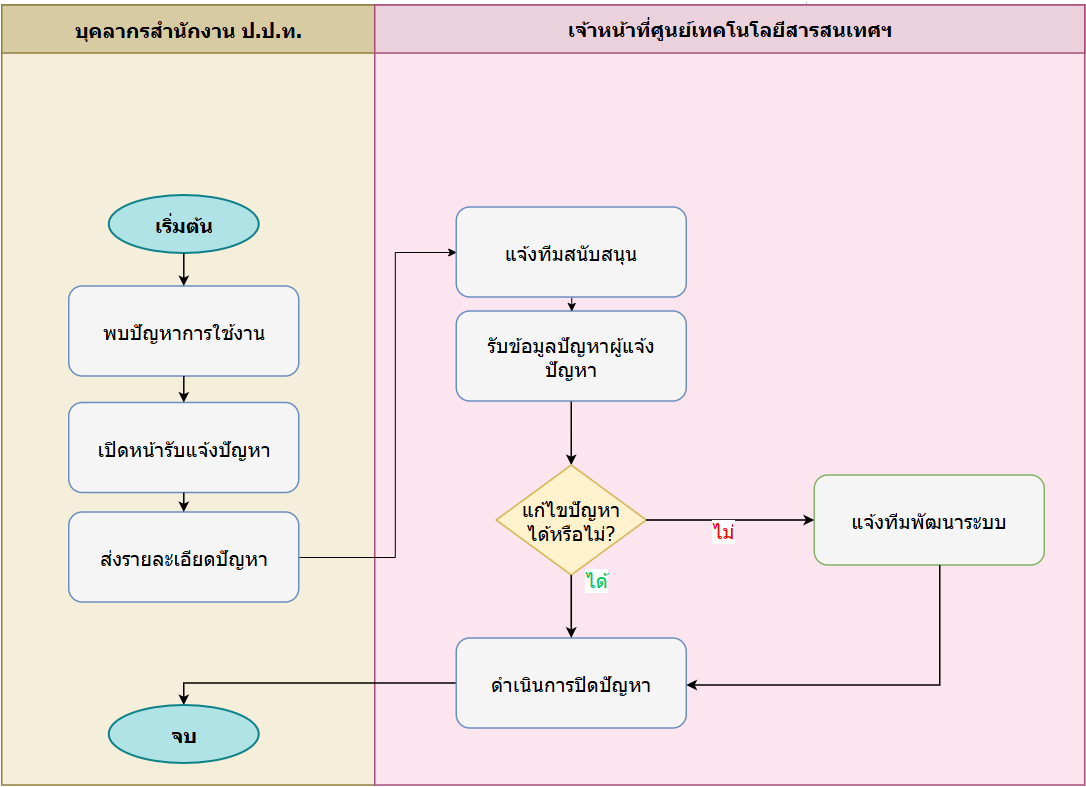 บุคลากรสำนักงาน ป.ป.ท.
เจ้าหน้าที่ศูนย์เทคโนโลยีสารสนเทศฯ
เริ่มต้น
พบปัญหาการใช้งาน
เปิดหน้ารับแจ้งปัญหา
ส่งรายละเอียดปัญหา
แจ้งทีมสนับสนุน
รับข้อมูลปัญหาผู้แจ้ง
ปัญหา
แก้ไขปัญหา
ได้หรือไม่?
ไม่
แจ้งทีมพัฒนาระบบ
ได้
ดำเนินการปิดปัญหา
จบ